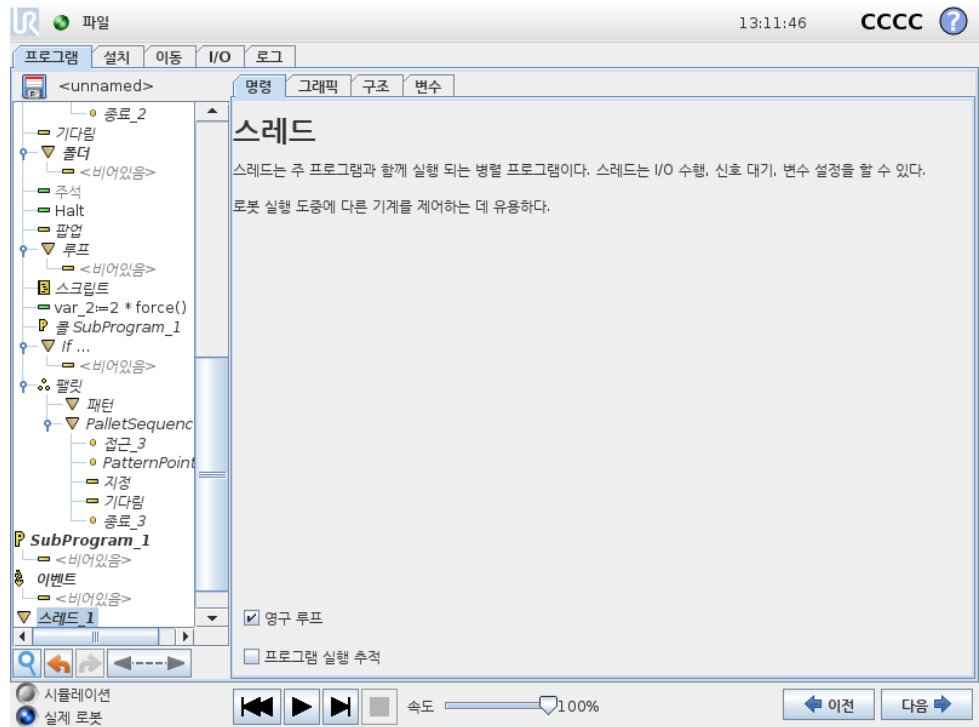 UR 파일 13:11:46 CCCC ?
프로그램 설치 이동 I/O 로그
<unnamed>
명령 그래픽 구조 변수
종료_2
기다림
폴더
<비어있음>
주석
Halt
팝업
루프
<비어있음>
스크립트
var_2:=2 * force()
콜 SubProgram_1
If ...
<비어있음>
팰릿
패턴
PalletSequenc
접근_3
PatternPoint
지정
기다림
종료_3
SubProgram_1
<비어있음>
이벤트
<비어있음>
스레드_1
스레드
스레드는 주 프로그램과 함께 실행 되는 병렬 프로그램이다. 스레드는 I/O 수행, 신호 대기, 변수 설정을 할 수 있다.
로봇 실행 도중에 다른 기계를 제어하는 데 유용하다.
영구 루프
프로그램 실행 추적
시뮬레이션
실제 로봇
속도 100%
이전 다음